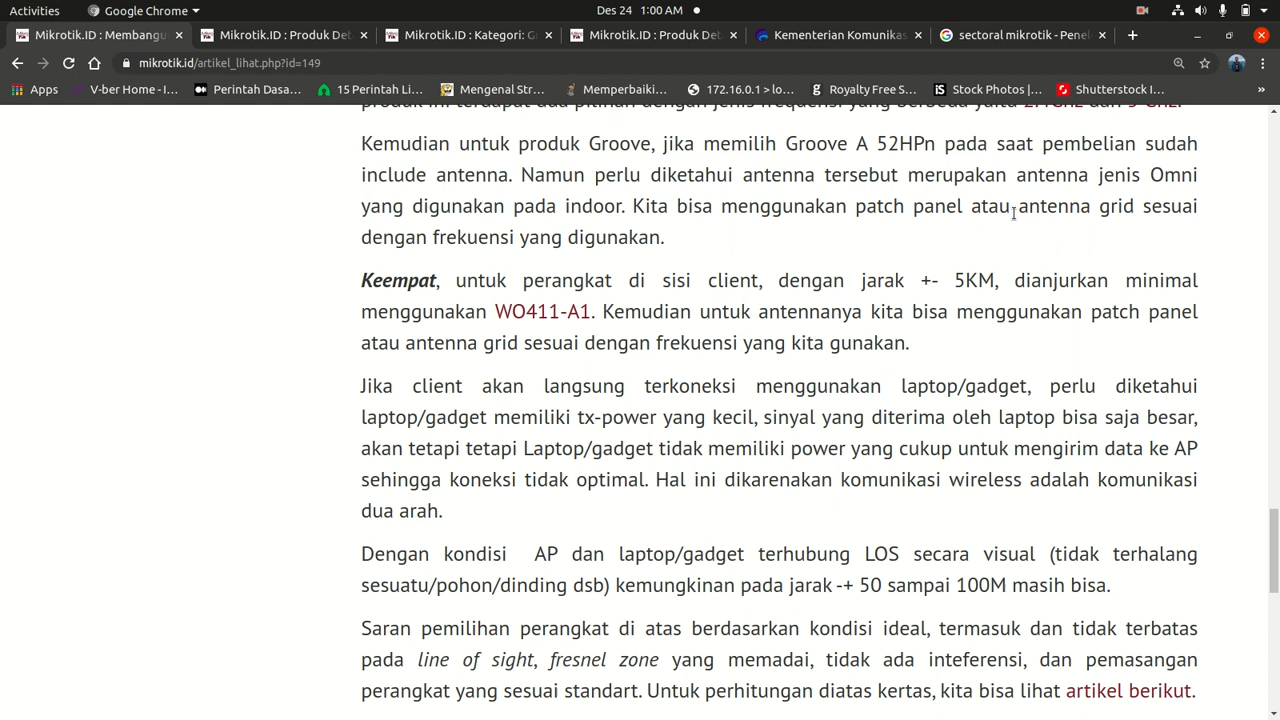 Activities
Google Chrome
Des 24 1:00 AM
Mikrotik.ID : Membangu
Mikrotik.ID : Produk Det
Mikrotik.ID : Kategori: G
Mikrotik.ID : Produk Det
Kementerian Komunikas
sectoral mikrotik - Penel
mikrotik.id/artikel_lihat.php?id=149
Apps
V-ber Home - I...
Perintah Dasa...
15 Perintah Li...
Mengenal Str...
Memperbaiki...
172.16.0.1 > lo...
Royalty Free S...
Stock Photos |...
Shutterstock I...
»
Kemudian untuk produk Groove, jika memilih Groove A 52HPn pada saat pembelian sudah
include antenna. Namun perlu diketahui antenna tersebut merupakan antenna jenis Omni
yang digunakan pada indoor. Kita bisa menggunakan patch panel atau antenna grid sesuai
dengan frekuensi yang digunakan.
Keempat, untuk perangkat di sisi client, dengan jarak +- 5KM, dianjurkan minimal
menggunakan WO411-A1. Kemudian untuk antennanya kita bisa menggunakan patch panel
atau antenna grid sesuai dengan frekuensi yang kita gunakan.
Jika client akan langsung terkoneksi menggunakan laptop/gadget, perlu diketahui
laptop/gadget memiliki tx-power yang kecil, sinyal yang diterima oleh laptop bisa saja besar,
akan tetapi tetapi Laptop/gadget tidak memiliki power yang cukup untuk mengirim data ke AP
sehingga koneksi tidak optimal. Hal ini dikarenakan komunikasi wireless adalah komunikasi
dua arah.
Dengan kondisi AP dan laptop/gadget terhubung LOS secara visual (tidak terhalang
sesuatu/pohon/dinding dsb) kemungkinan pada jarak -+ 50 sampai 100M masih bisa.
Saran pemilihan perangkat di atas berdasarkan kondisi ideal, termasuk dan tidak terbatas
pada line of sight, fresnel zone yang memadai, tidak ada inteferensi, dan pemasangan
perangkat yang sesuai standart. Untuk perhitungan diatas kertas, kita bisa lihat artikel berikut.